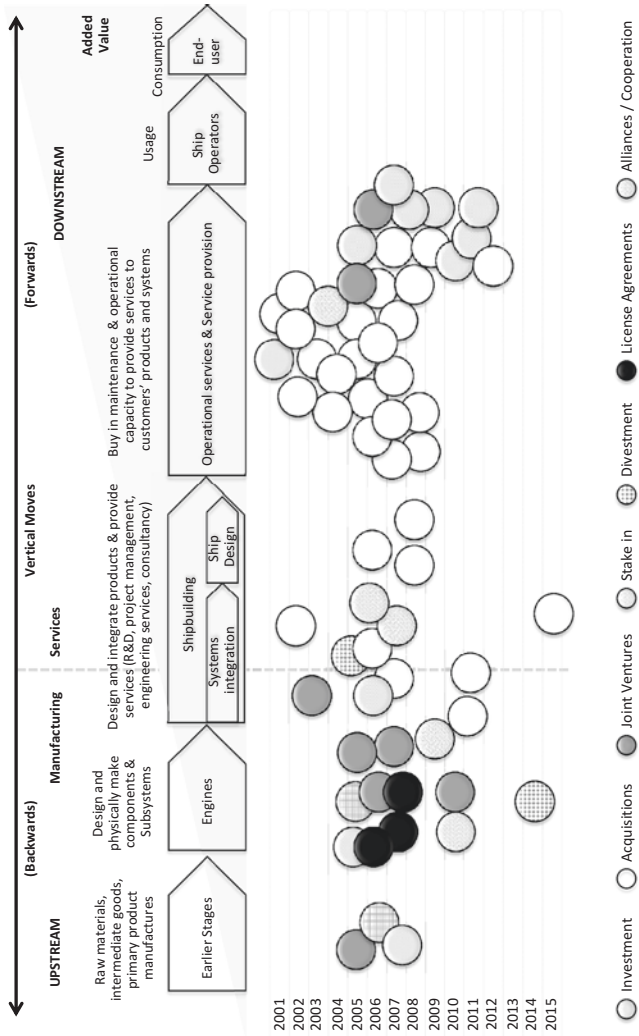 (Backwards)
Vertical Moves
(Forwards)
UPSTREAM
Manufacturing
Services
DOWNSTREAM
Added
Value
Raw materials,
intermediate goods,
primary product
manufactures
Design and
physically make
components &
Subsystems
Design and integrate products & provide
services (R&D, project management,
engineering services, consultancy)
Buy in maintenance & operational
capacity to provide services to
customers' products and systems
Usage
Consumption
Earlier Stages
Engines
Shipbuilding
Systems
integration
Ship
Design
Operational services & Service provision
Ship
Operators
End-
user
2001
2002
2003
2004
2005
2006
2007
2008
2009
2010
2011
2012
2013
2014
2015
Investment
Acquisitions
Joint Ventures
Stake in
Divestment
License Agreements
Alliances / Cooperation